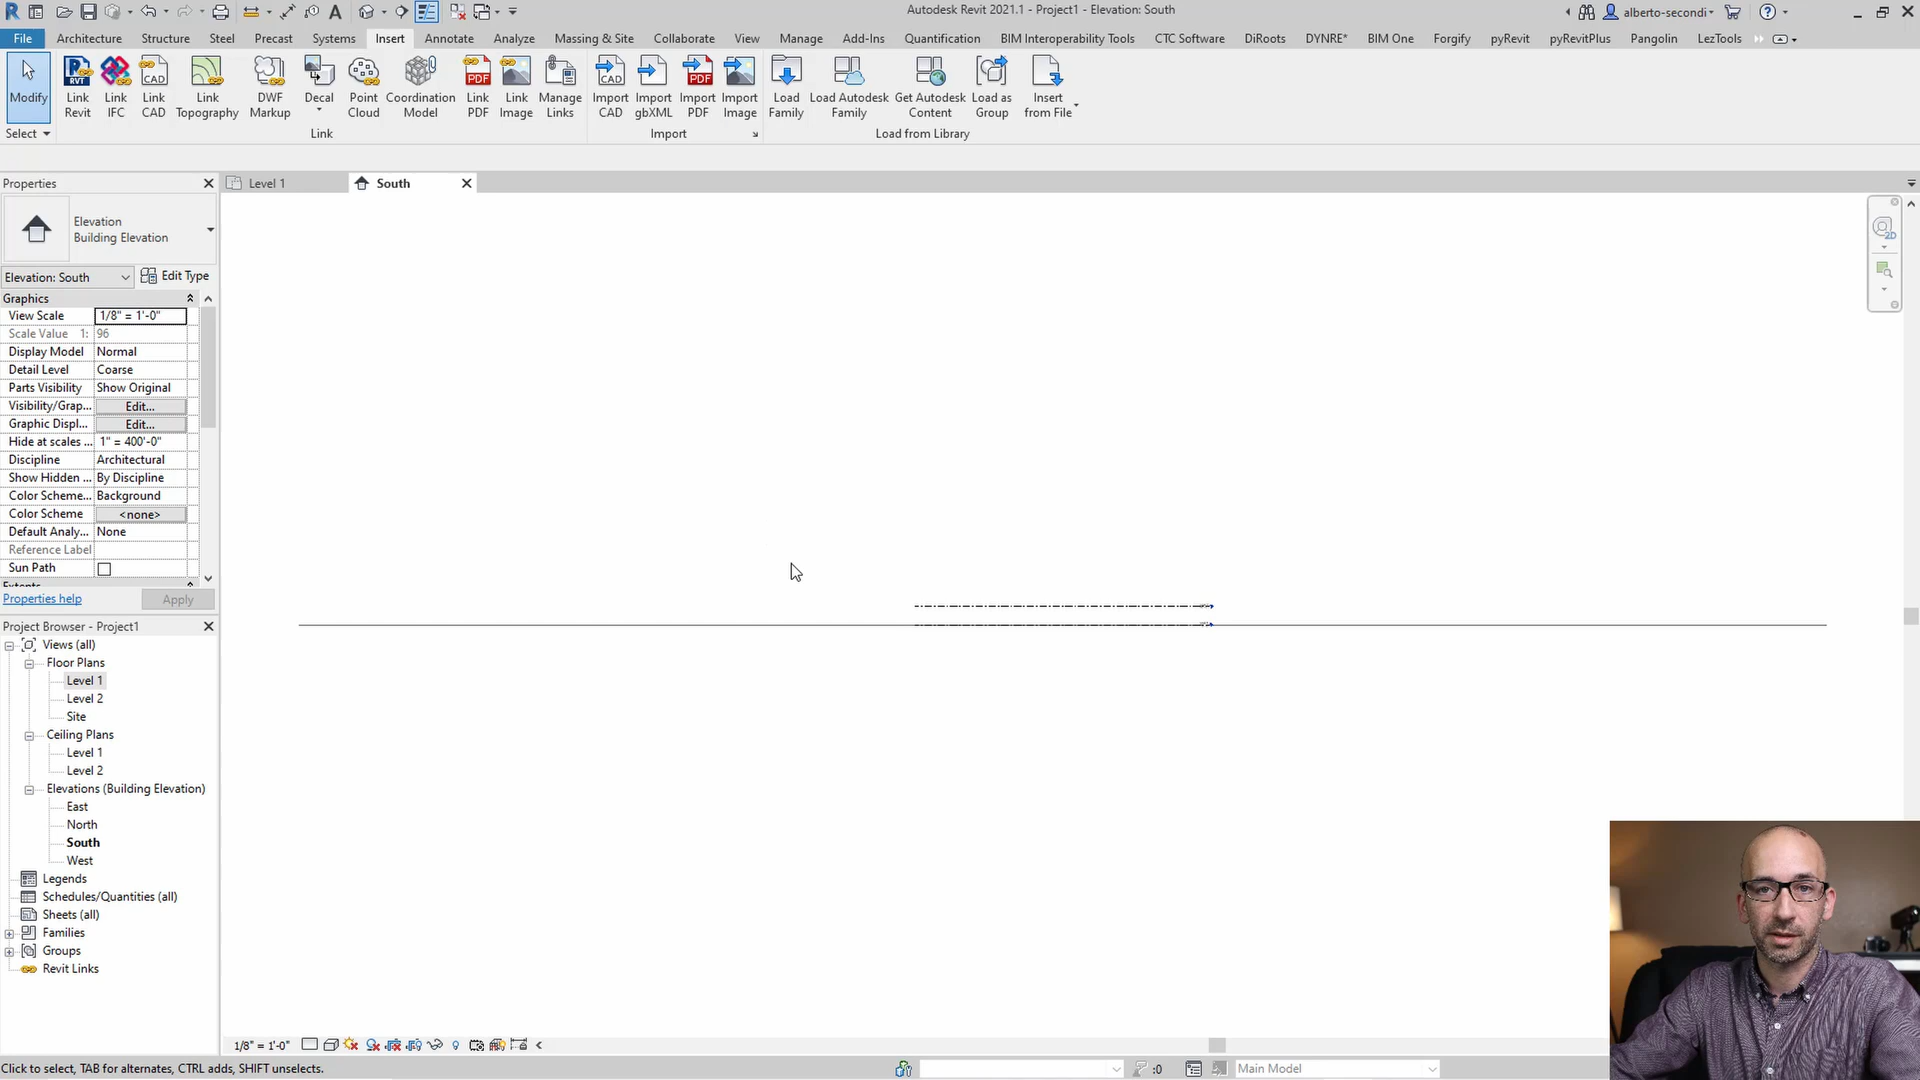 Autodesk Revit 2021.1 - Project1 - Elevation: South
alberto-secondi
File Architecture Structure Steel Precast Systems Insert Annotate Analyze Massing & Site Collaborate View Manage Add-Ins Quantification BIM Interoperability Tools CTC Software DiRoots DYNRE* BIM One Forgify pyRevit pyRevitPlus Pangolin LezTools
Modify
Link Revit
Link IFC
Link CAD
Link Topography
DWF Markup
Decal
Point Cloud
Coordination Model
Link PDF
Link Image
Manage Links
Import CAD
Import gbXML
Import PDF
Import Image
Load Family
Load Autodesk Family
Get Autodesk Content
Load as Group
Insert from File
Select Link Import Load from Library
Properties
Level 1
South
Elevation
Building Elevation
Elevation: South
Edit Type
Graphics
View Scale 1/8" = 1'-0"
Scale Value 1: 96
Display Model Normal
Detail Level Coarse
Parts Visibility Show Original
Visibility/Grap... Edit...
Graphic Displ... Edit...
Hide at scales ... 1" = 400'-0"
Discipline Architectural
Show Hidden ... By Discipline
Color Scheme... Background
Color Scheme <none>
Default Analy... None
Reference Label
Sun Path
Extents
Properties help
Apply
Project Browser - Project1
Views (all)
Floor Plans
Level 1
Level 2
Site
Ceiling Plans
Level 1
Level 2
Elevations (Building Elevation)
East
North
South
West
Legends
Schedules/Quantities (all)
Sheets (all)
Families
Groups
Revit Links
1/8" = 1'-0"
Click to select, TAB for alternates, CTRL adds, SHIFT unselects.
:0
Main Model